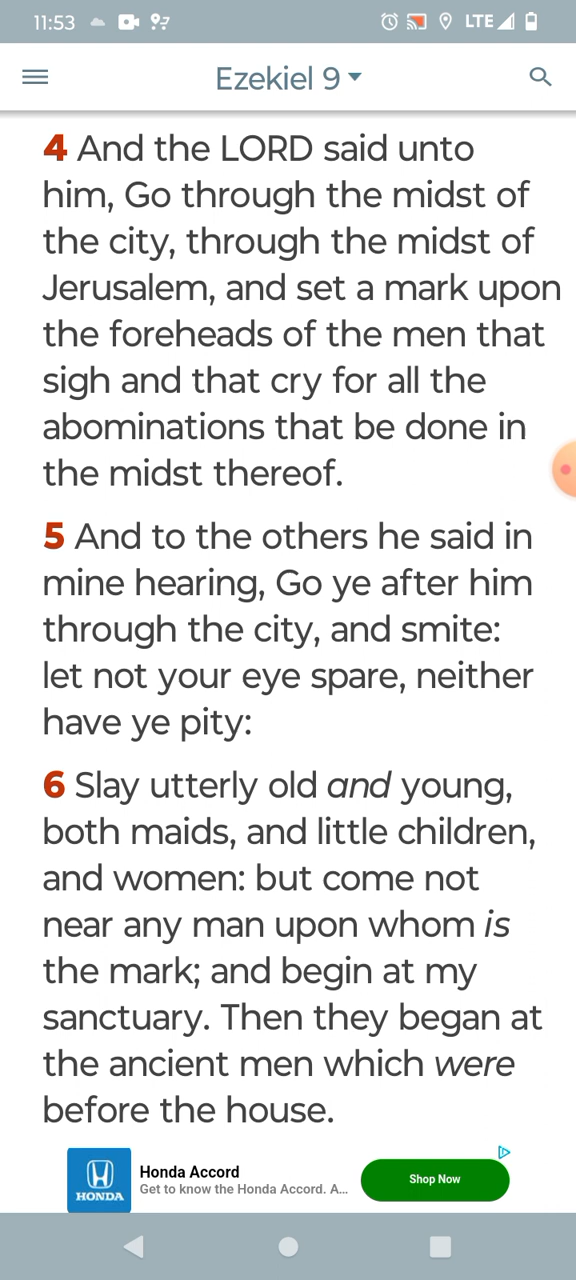 11:53 LTE
Ezekiel 9
4 And the LORD said unto
him, Go through the midst of
the city, through the midst of
Jerusalem, and set a mark upon
the foreheads of the men that
sigh and that cry for all the
abominations that be done in
the midst thereof.
5 And to the others he said in
mine hearing, Go ye after him
through the city, and smite:
let not your eye spare, neither
have ye pity:
6 Slay utterly old and young,
both maids, and little children,
and women: but come not
near any man upon whom is
the mark; and begin at my
sanctuary. Then they began at
the ancient men which were
before the house.
HONDA
Honda Accord
Get to know the Honda Accord. A...
Shop Now